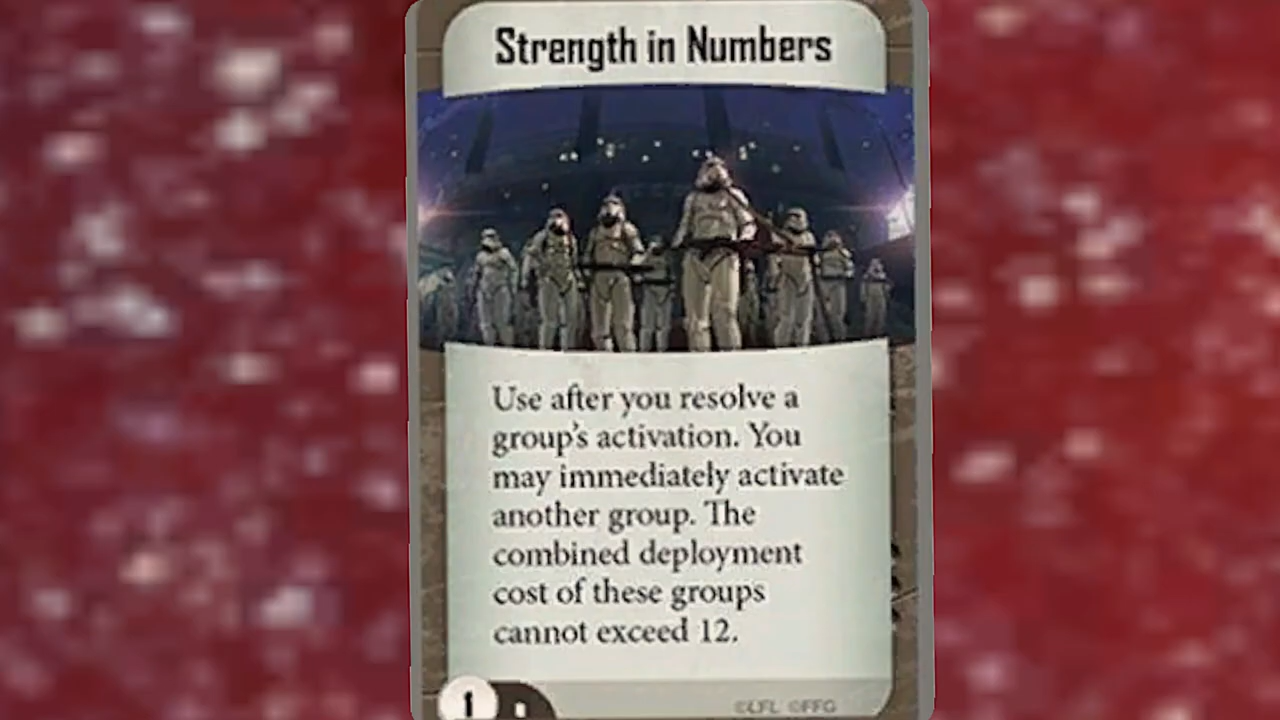 Strength in Numbers
Use after you resolve a
group's activation. You
may immediately activate
another group. The
combined deployment
cost of these groups
cannot exceed 12.
1
©LFL ©FFG